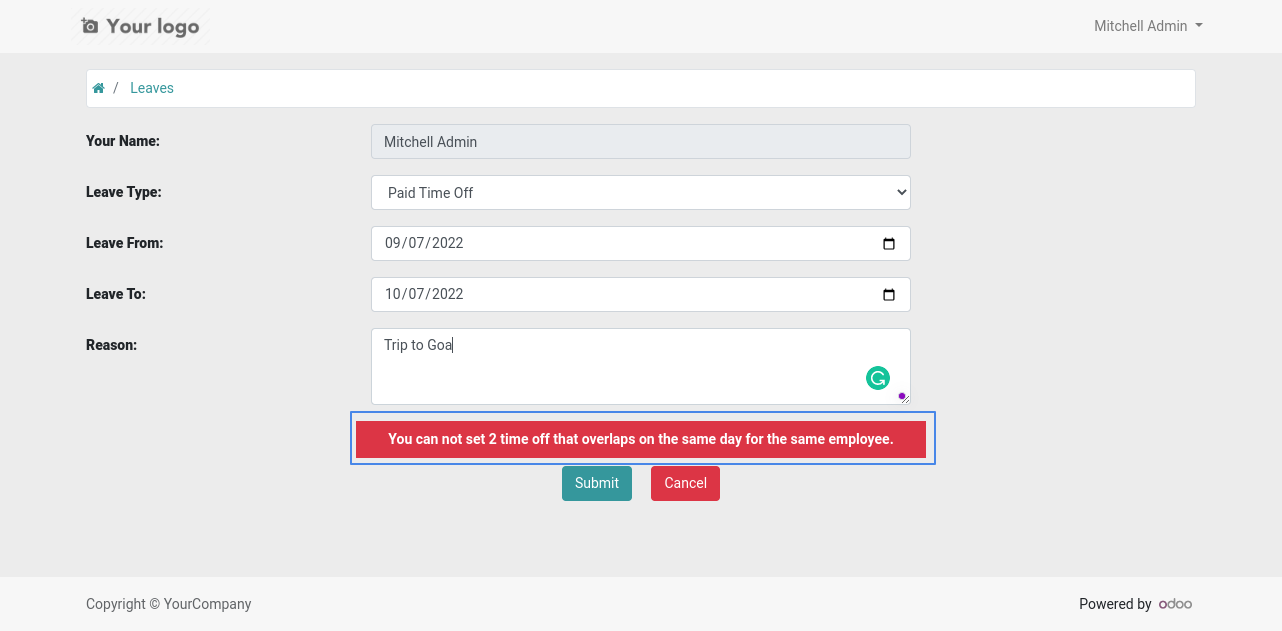 Your logo
Mitchell Admin
/ Leaves
Your Name:
Mitchell Admin
Leave Type:
Paid Time Off
Leave From:
09/07/2022
Leave To:
10/07/2022
Reason:
Trip to Goa
You can not set 2 time off that overlaps on the same day for the same employee.
Submit
Cancel
Copyright © YourCompany
Powered by odoo